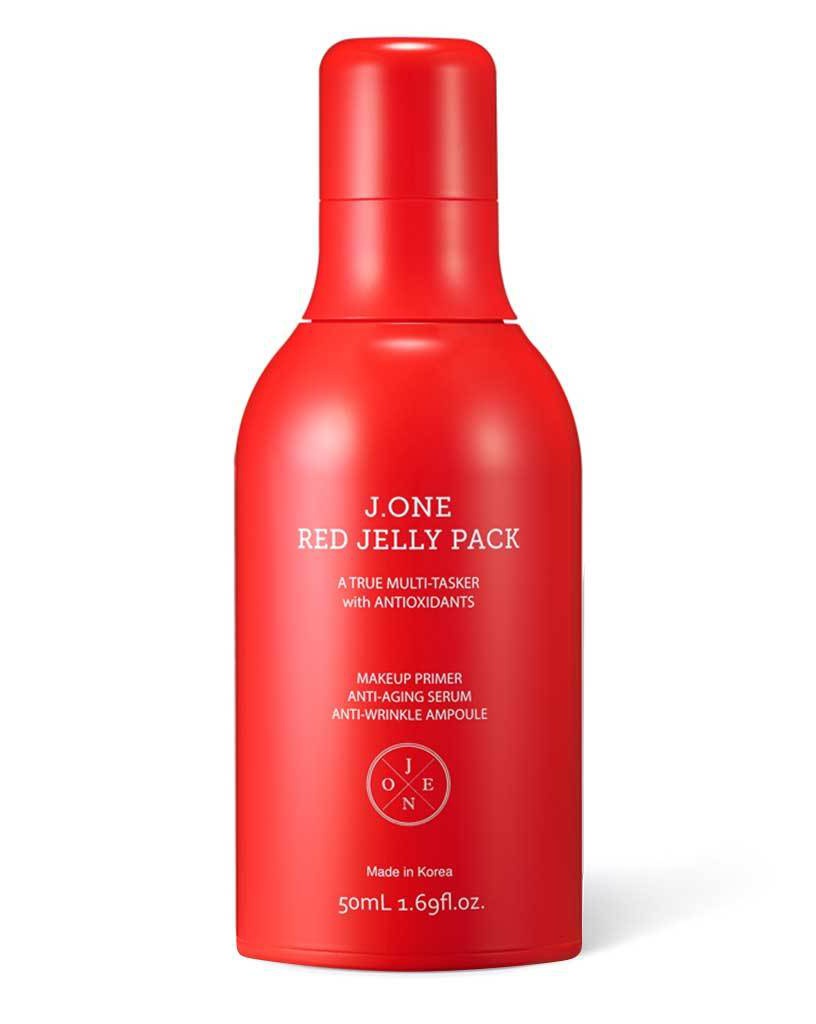 J.ONE
RED JELLY PACK
A TRUE MULTI-TASKER
with ANTIOXIDANTS
MAKEUP PRIMER
ANTI-AGING SERUM
ANTI-WRINKLE AMPOULE
J
O E
N
Made in Korea
50mL 1.69fl.oz.